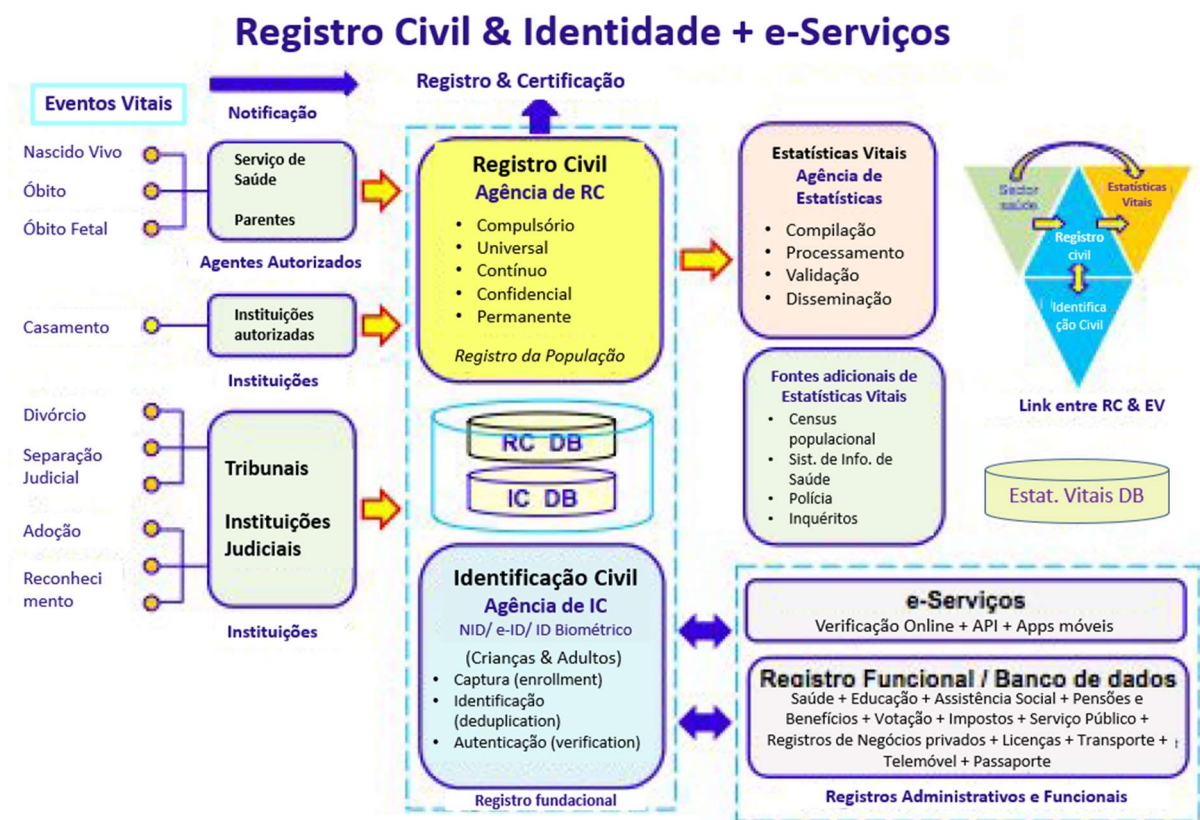 Registro Civil & Identidade + e-Serviços
Eventos Vitais
Notificação
Registro & Certificação
Nascido Vivo
Óbito
Óbito Fetal
Serviço de
Saúde
Parentes
Agentes Autorizados
Casamento
Instituições
autorizadas
Instituições
Divórcio
Separação
Judicial
Adoção
Reconheci
mento
Tribunais
Instituições
Judiciais
Instituições
Registro Civil
Agência de RC
• Compulsório
• Universal
• Contínuo
• Confidencial
• Permanente
Registro da População
RC DB
IC DB
Identificação Civil
Agência de IC
NID/ e-ID/ ID Biométrico
(Crianças & Adultos)
• Captura (enrollment)
• Identificação
(deduplication)
• Autenticação (verification)
Registro fundacional
Estatísticas Vitais
Agência de
Estatísticas
• Compilação
• Processamento
• Validação
• Disseminação
Fontes adicionais de
Estatísticas Vitais
• Census
populacional
• Sist. de Info. de
Saúde
• Polícia
• Inquéritos
Sector
saúde
Estatísticas
Vitais
Registro
civil
Identifica
ção Civil
Link entre RC & EV
Estat. Vitais DB
e-Serviços
Verificação Online + API + Apps móveis
Registro Funcional / Banco de dados
Saúde + Educação + Assistência Social + Pensões e
Benefícios + Votação + Impostos + Serviço Público +
Registros de Negócios privados + Licenças + Transporte +
Telemóvel + Passaporte
Registros Administrativos e Funcionais